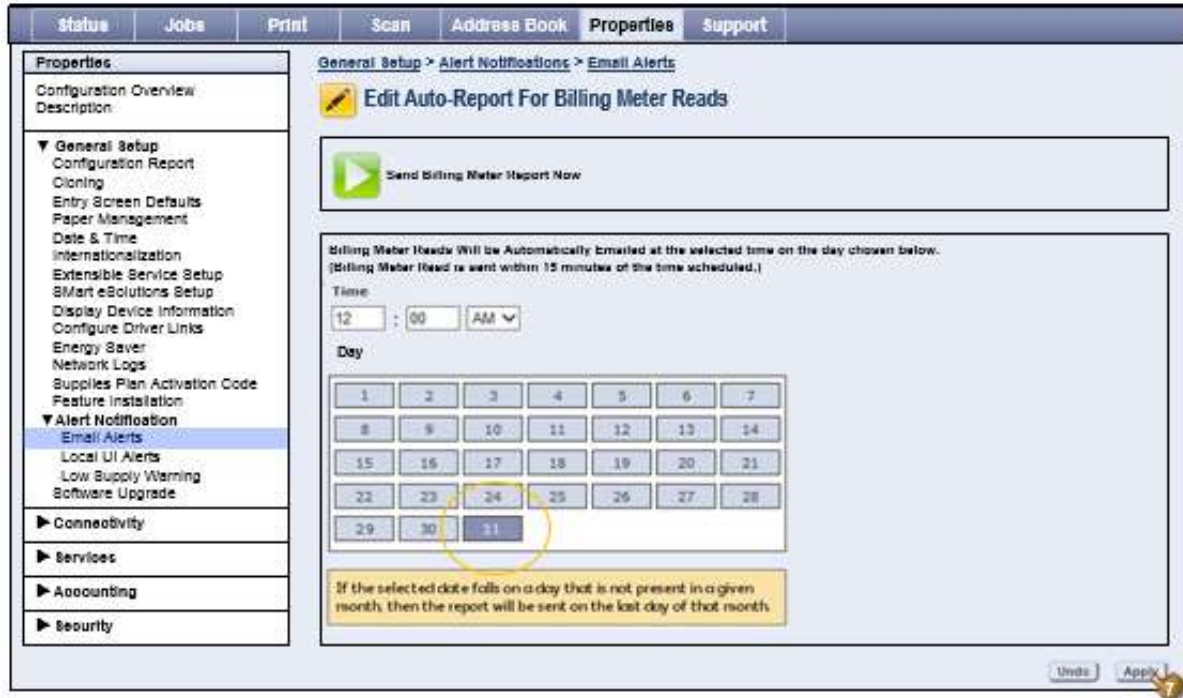 Status Jobs Print Scan Address Book Properties Support
Properties
Configuration Overview
Description
▼ General Setup
Configuration Report
Cloning
Entry Screen Defaults
Paper Management
Date & Time
Internationalization
Extensible Service Setup
SMart eSolutions Setup
Display Device Information
Configure Driver Links
Energy Saver
Network Logs
Supplies Plan Activation Code
Feature Installation
▼Alert Notification
Email Alerts
Local UI Alerts
Low Supply Warning
Software Upgrade
▶ Connectivity
▶ Services
▶ Accounting
▶ Security
General Setup > Alert Notifications > Email Alerts
Edit Auto-Report For Billing Meter Reads
Send Billing Meter Report Now
Billing Meter Reads Will be Automatically Emailed at the selected time on the day chosen below.
(Billing Meter Read is sent within 15 minutes of the time scheduled.)
Time
12 : 00 AM
Day
1 2 3 4 5 6 7
8 9 10 11 12 13 14
15 16 17 18 19 20 21
22 23 24 25 26 27 28
29 30 31
If the selected date falls on a day that is not present in a given
month, then the report will be sent on the last day of that month.
Undo Apply
7